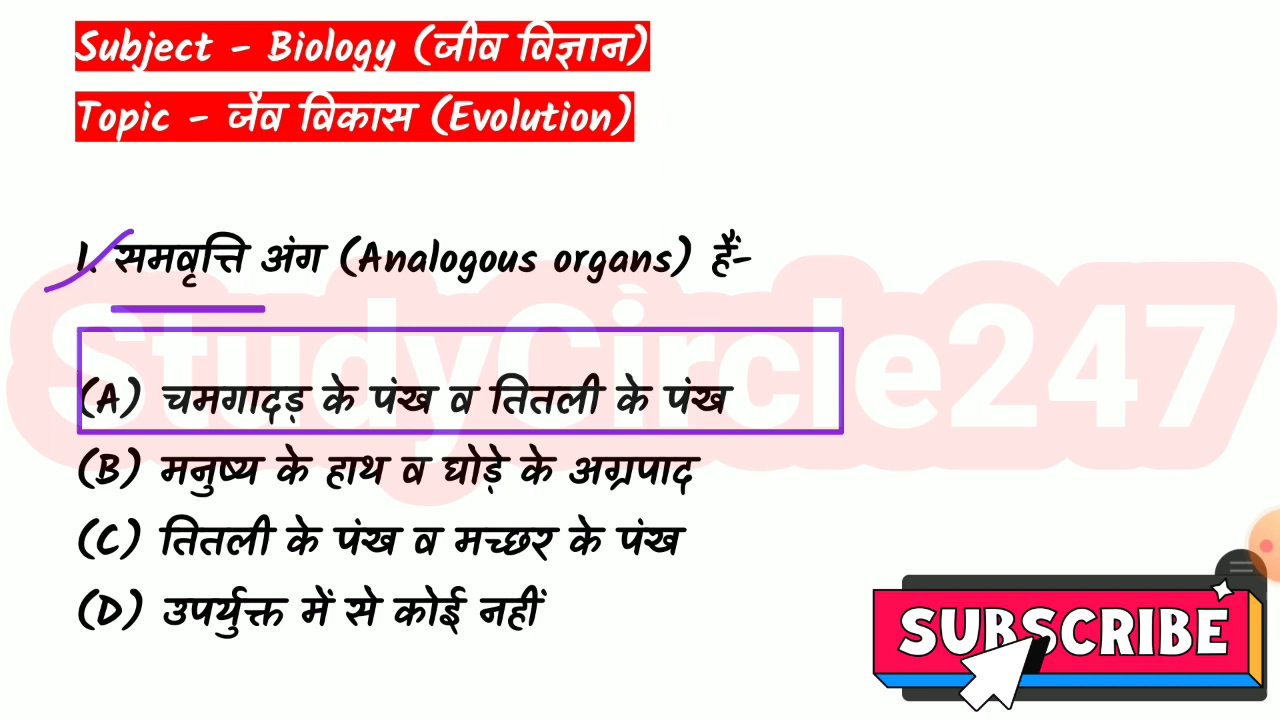 Subject - Biology (जीव विज्ञान)
Topic - जैव विकास (Evolution)
1. समवृत्ति अंग (Analogous organs) हैं-
StudyCircle247
(A) चमगादड़ के पंख व तितली के पंख
(B) मनुष्य के हाथ व घोड़े के अग्रपाद
(C) तितली के पंख व मच्छर के पंख
(D) उपर्युक्त में से कोई नहीं
SUBSCRIBE